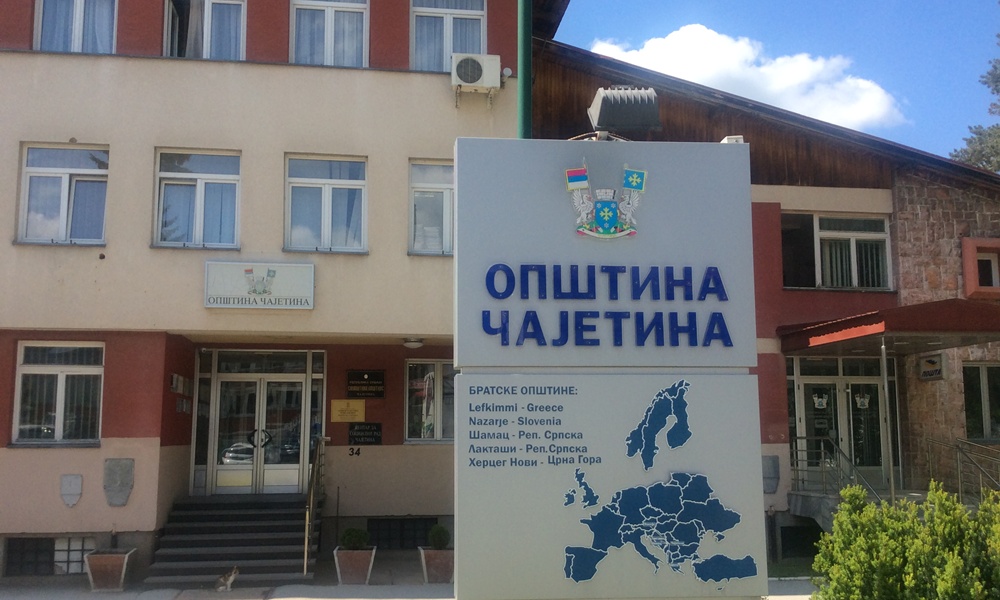 ОПШТИНА
ЧАЈЕТИНА
БРАТСКЕ ОПШТИНЕ:
Lefkimmi - Greece
Nazarje - Slovenia
Шамац - Реп. Српска
Лакташи - Реп.Српска
Херцег Нови - Црна Гора
ОПШТИНА ЧАЈЕТИНА
ЧАЈЕТИНА
34